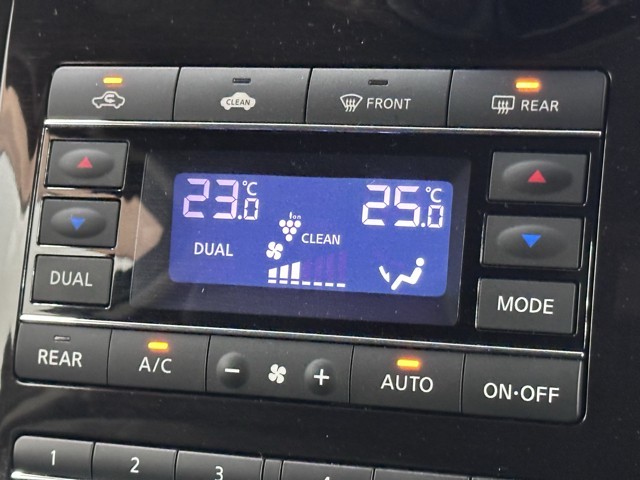 CLEAN
FRONT
REAR
23.0 °C
25.0 °C
ion
DUAL
CLEAN
DUAL
MODE
REAR
A/C
− +
AUTO
ON·OFF
1
2
3
4